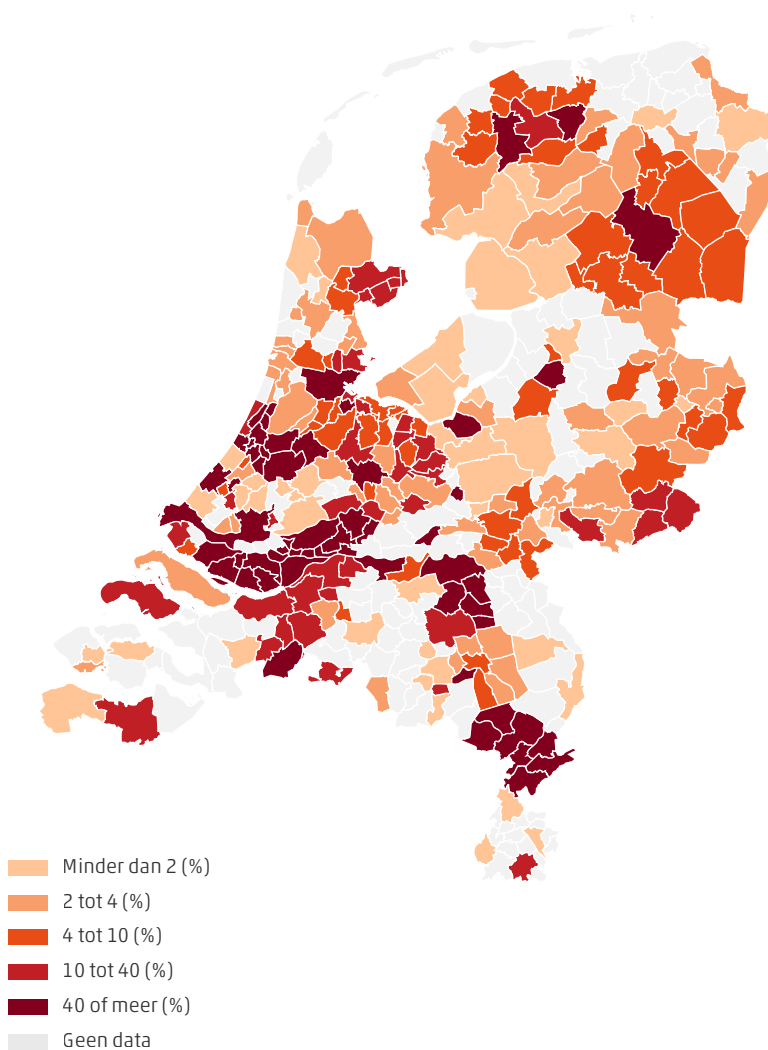 Minder dan 2 (%)
2 tot 4 (%)
4 tot 10 (%)
10 tot 40 (%)
40 of meer (%)
Geen data